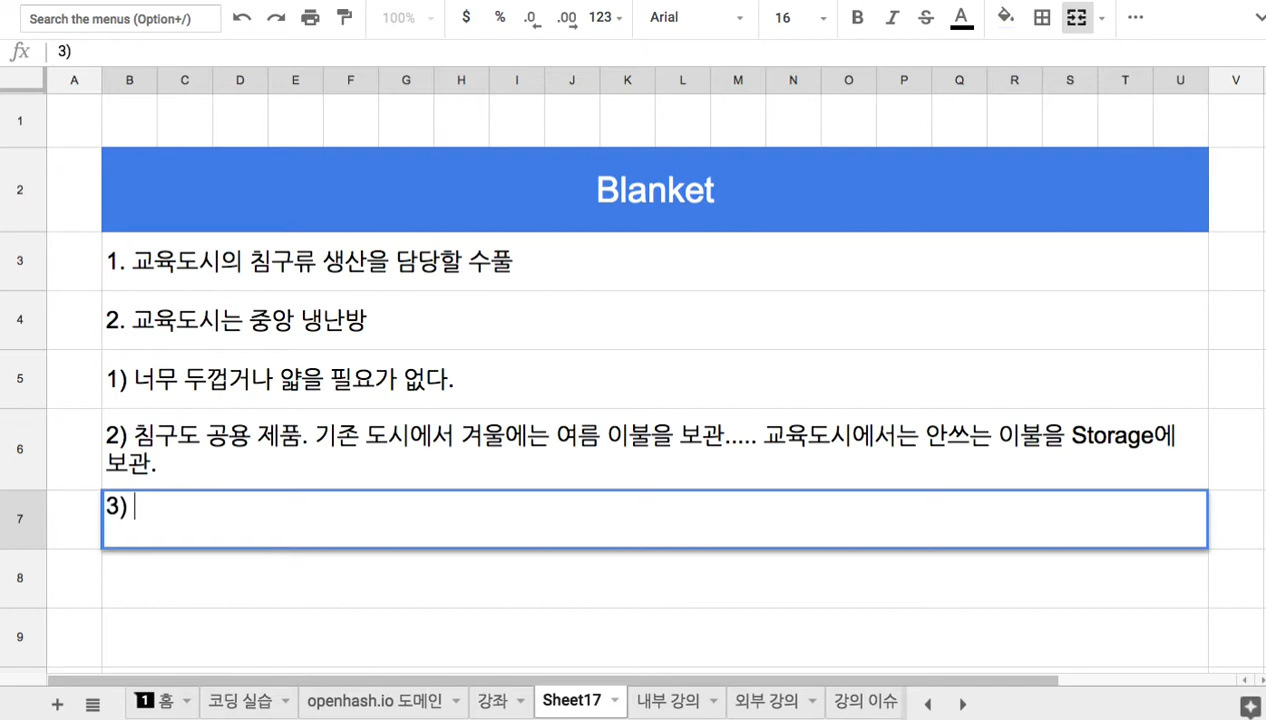 Search the menus (Option+/) 100% $ % .0 .00 123 Arial 16 B I S A
fx 3)
A B C D E F G H I J K L M N O P Q R S T U V
1
2 Blanket
3 1. 교육도시의 침구류 생산을 담당할 수풀
4 2. 교육도시는 중앙 냉난방
5 1) 너무 두껍거나 얇을 필요가 없다.
6 2) 침구도 공용 제품. 기존 도시에서 겨울에는 여름 이불을 보관..... 교육도시에서는 안쓰는 이불을 Storage에
보관.
7 3)
8
9
1 홈 코딩 실습 openhash.io 도메인 강좌 Sheet17 내부 강의 외부 강의 강의 이슈